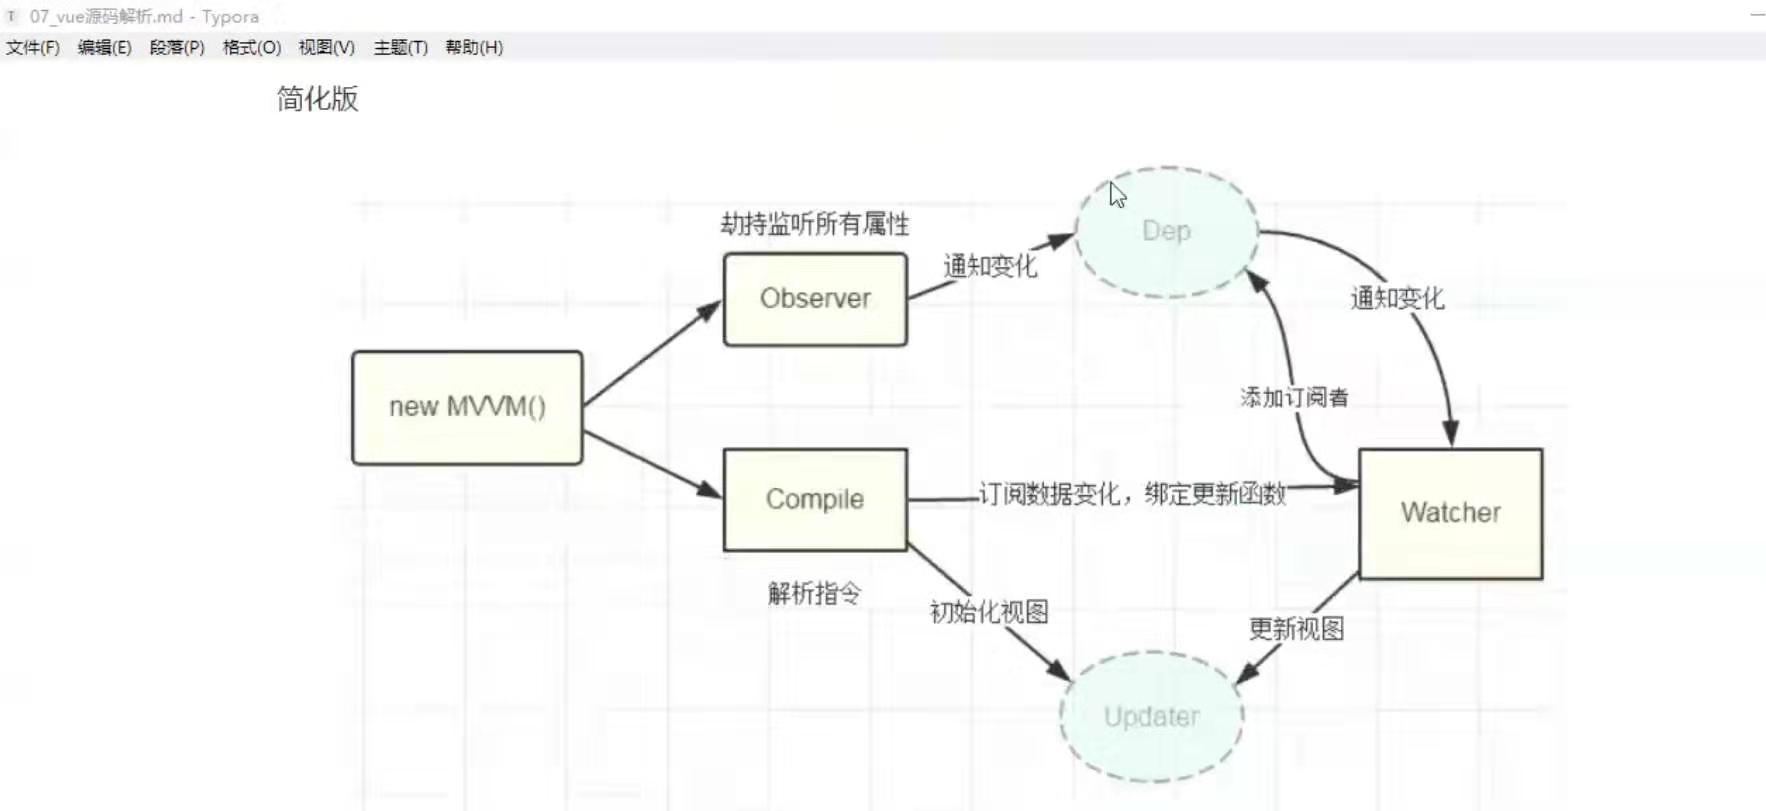 07_vue源码解析.md - Typora
文件(F) 编辑(E) 段落(P) 格式(O) 视图(V) 主题(T) 帮助(H)
简化版
劫持监听所有属性
Observer
通知变化
Dep
通知变化
添加订阅者
new MVVM()
Compile
订阅数据变化，绑定更新函数
Watcher
解析指令
初始化视图
更新视图
Updater